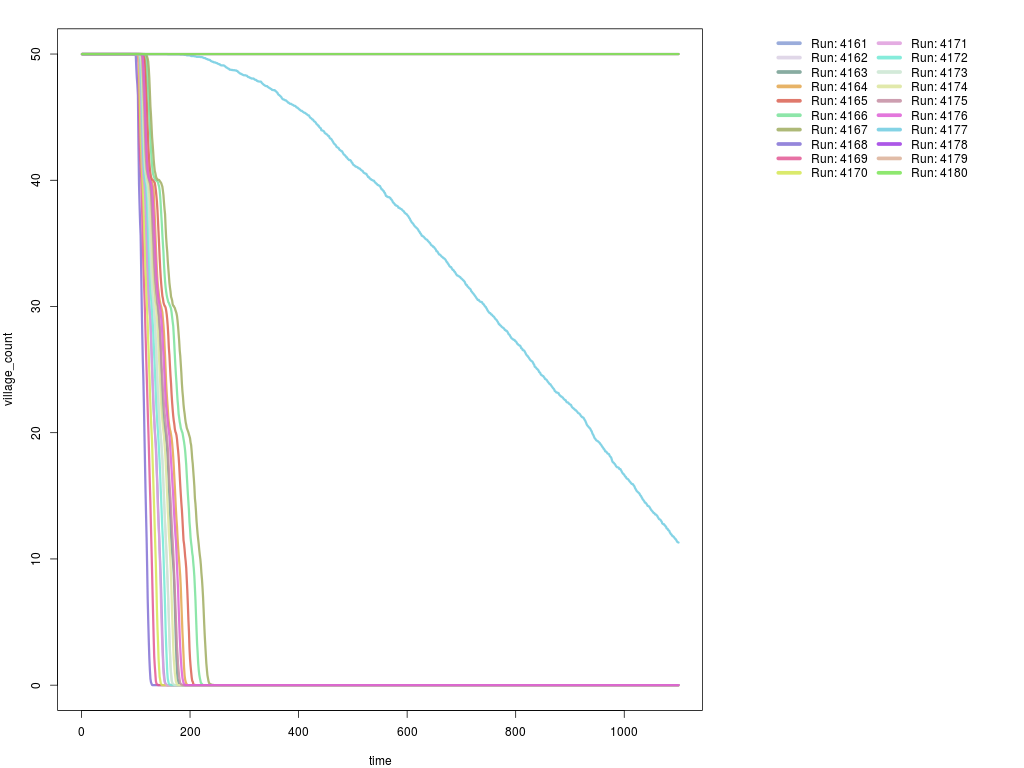 50
40
30
20
10
0
village_count
0 200 400 600 800 1000
time
Run: 4161 Run: 4171
Run: 4162 Run: 4172
Run: 4163 Run: 4173
Run: 4164 Run: 4174
Run: 4165 Run: 4175
Run: 4166 Run: 4176
Run: 4167 Run: 4177
Run: 4168 Run: 4178
Run: 4169 Run: 4179
Run: 4170 Run: 4180